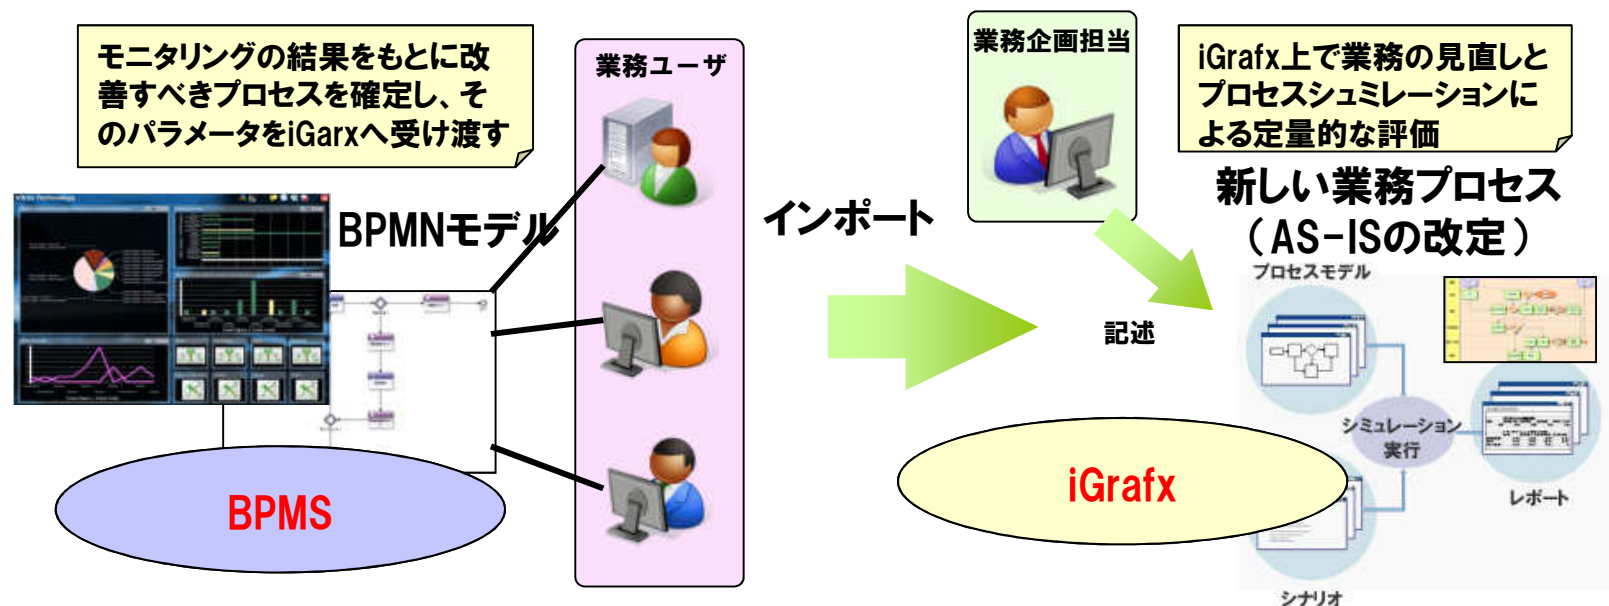 モニタリングの結果をもとに改
善すべきプロセスを確定し、そ
のパラメータをiGarxへ受け渡す
BPMNモデル
BPMS
業務ユーザ
インポート
業務企画担当
記述
iGrafx
iGrafx上で業務の見直しと
プロセスシュミレーションに
よる定量的な評価
新しい業務プロセス
（AS-ISの改定）
プロセスモデル
シミュレーション
実行
レポート
シナリオ